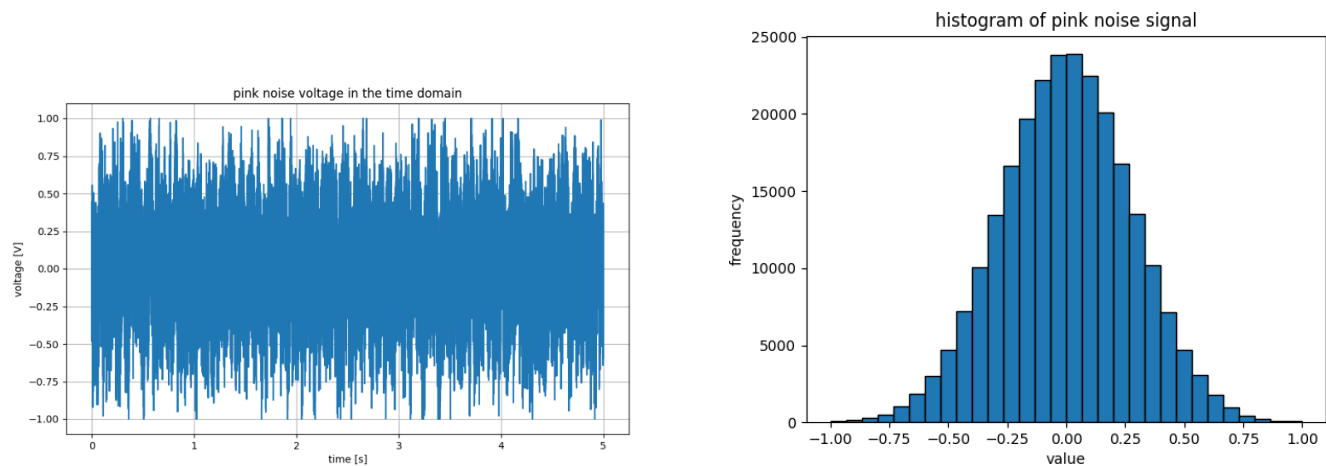 pink noise voltage in the time domain
1.00
0.75
0.50
0.25
0.00
−0.25
−0.50
−0.75
−1.00
voltage [V]
0 1 2 3 4 5
time [s]
histogram of pink noise signal
25000
20000
15000
10000
5000
0
frequency
−1.00 −0.75 −0.50 −0.25 0.00 0.25 0.50 0.75 1.00
value